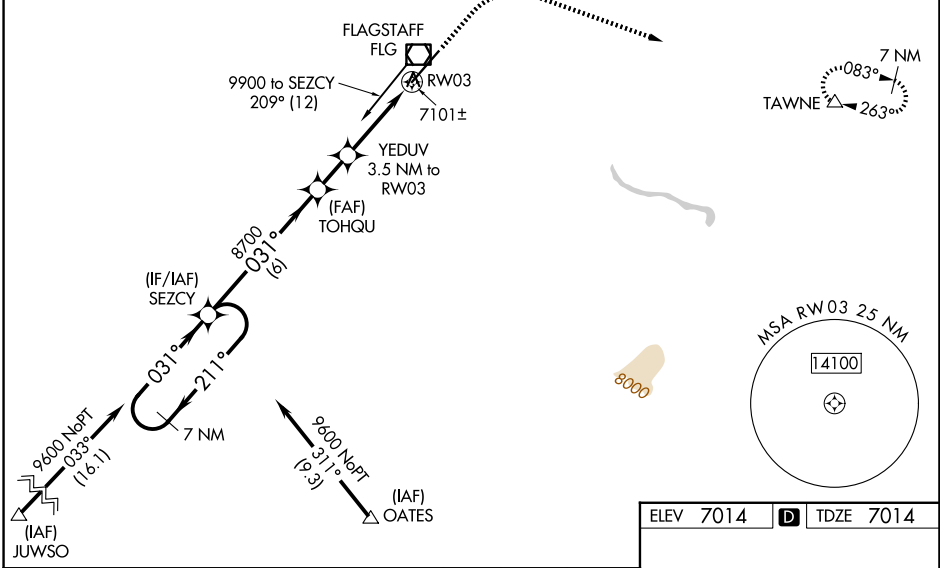 FLAGSTAFF
FLG
9900 to SEZCY
209° (12)
RW03
7101±
7 NM
083°
TAWNE
263°
YEDUV
3.5 NM to
RW03
(FAF)
TOHQU
8700
031°
(6)
(IF/IAF)
SEZCY
031°
211°
7 NM
MSA RW03 25 NM
14100
8000
9600 NoPT
033°
(16.1)
9600 NoPT
311°
(9.3)
(IAF)
JUWSO
(IAF)
OATES
ELEV 7014 D TDZE 7014